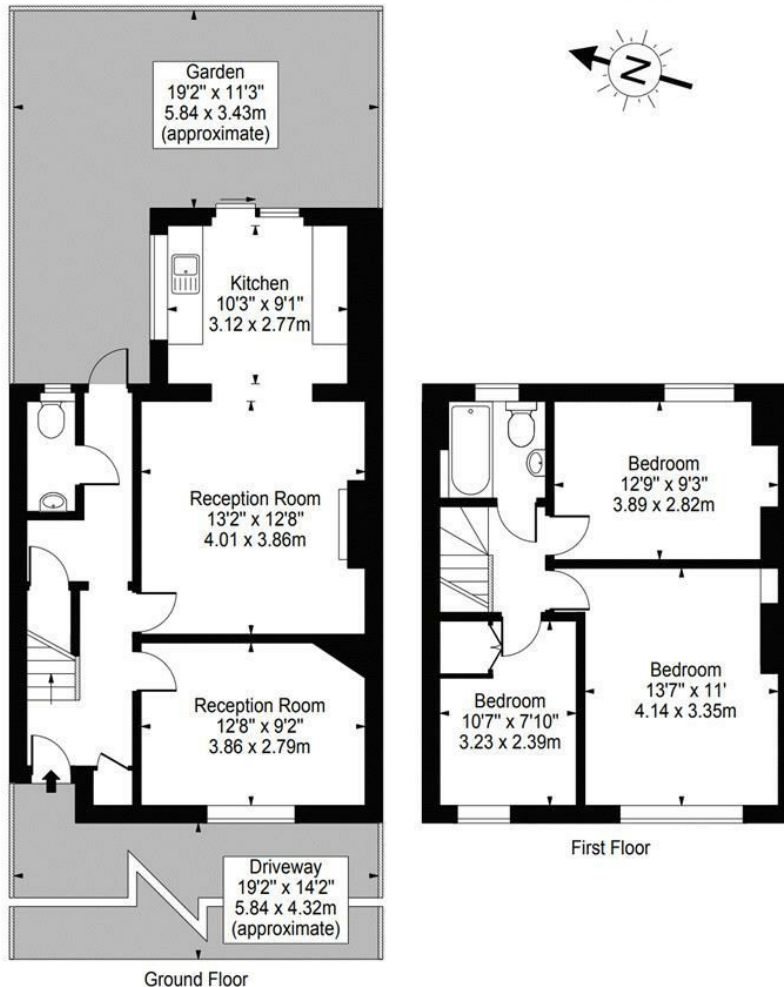 Garden
19'2" x 11'3"
5.84 x 3.43m
(approximate)
N
Kitchen
10'3" x 9'1"
3.12 x 2.77m
Reception Room
13'2" x 12'8"
4.01 x 3.86m
Reception Room
12'8" x 9'2"
3.86 x 2.79m
Driveway
19'2" x 14'2"
5.84 x 4.32m
(approximate)
Ground Floor
Bedroom
12'9" x 9'3"
3.89 x 2.82m
Bedroom
13'7" x 11'
4.14 x 3.35m
Bedroom
10'7" x 7'10"
3.23 x 2.39m
First Floor